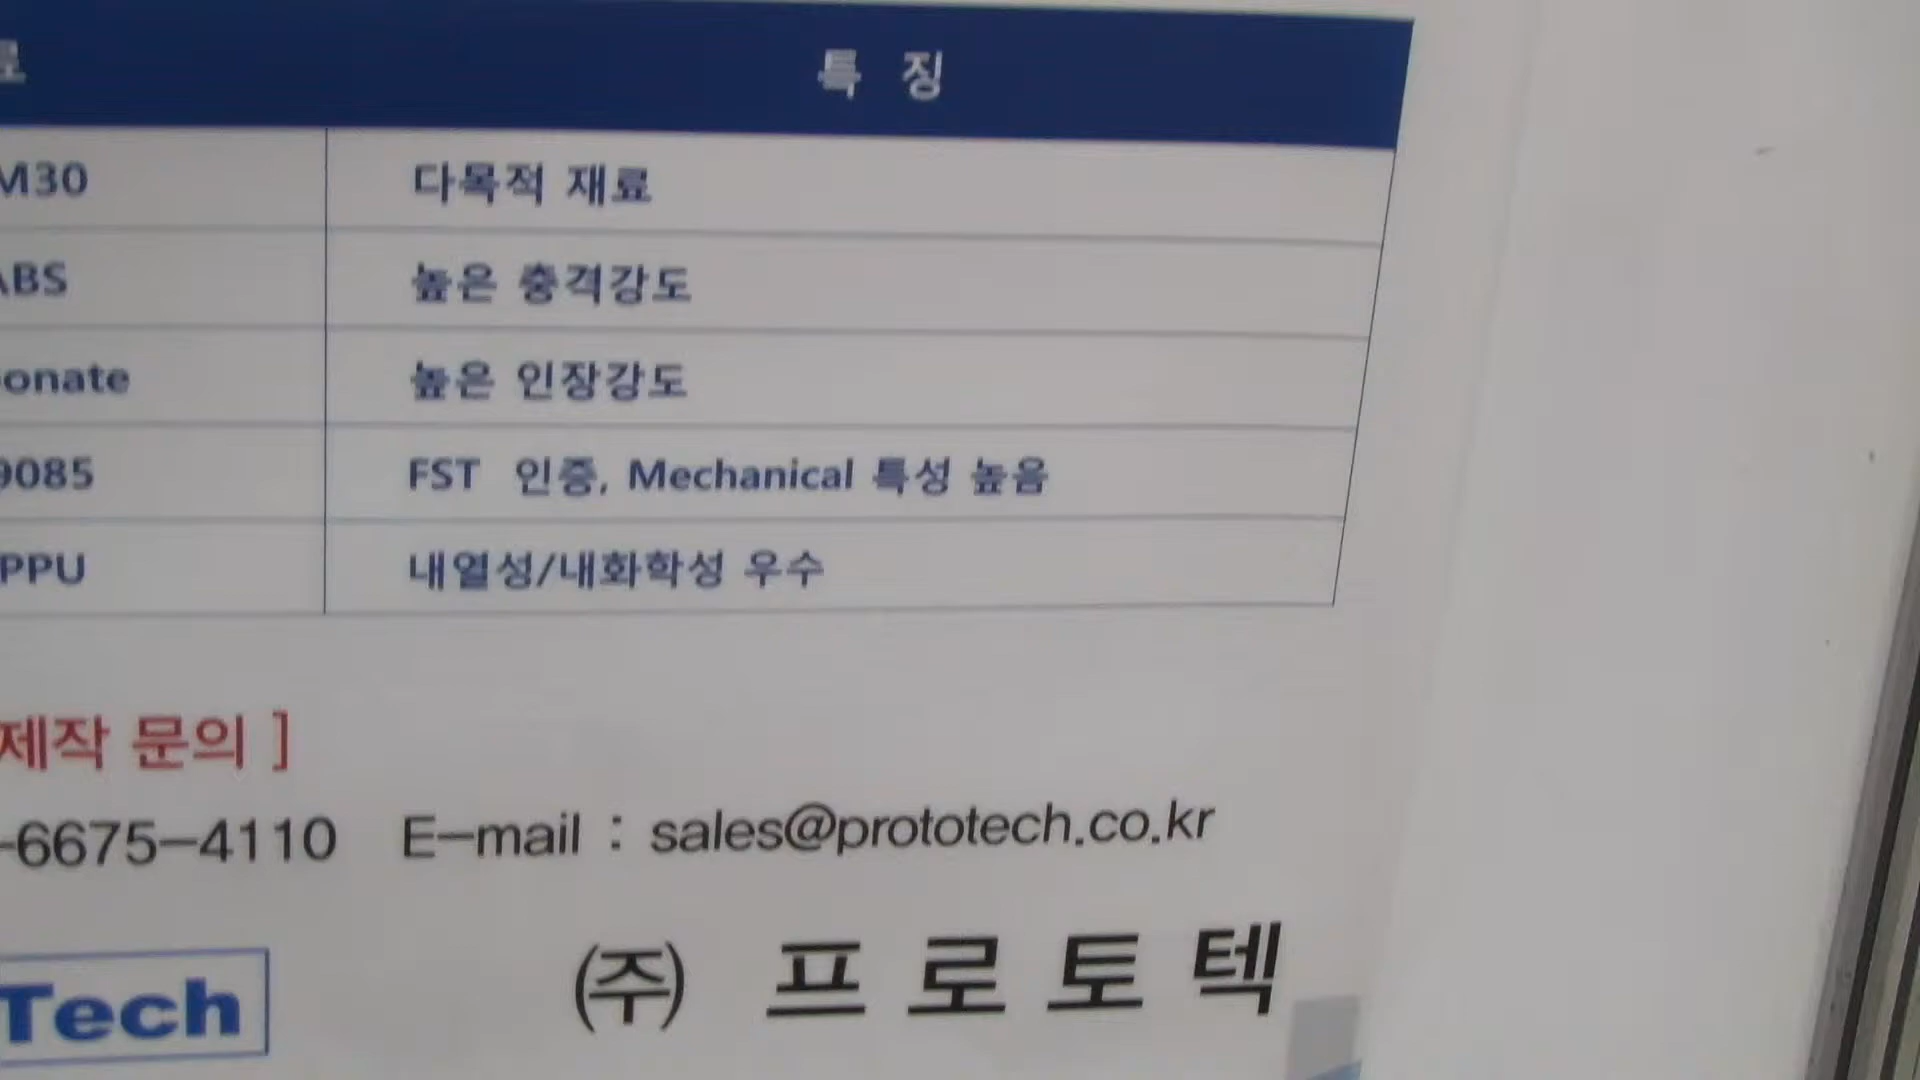 료 특 징
M30 다목적 재료
ABS 높은 충격강도
onate 높은 인장강도
9085 FST 인증, Mechanical 특성 높음
PPU 내열성/내화학성 우수
제작 문의 ]
-6675-4110 E-mail : sales@prototech.co.kr
Tech ㈜ 프로토텍